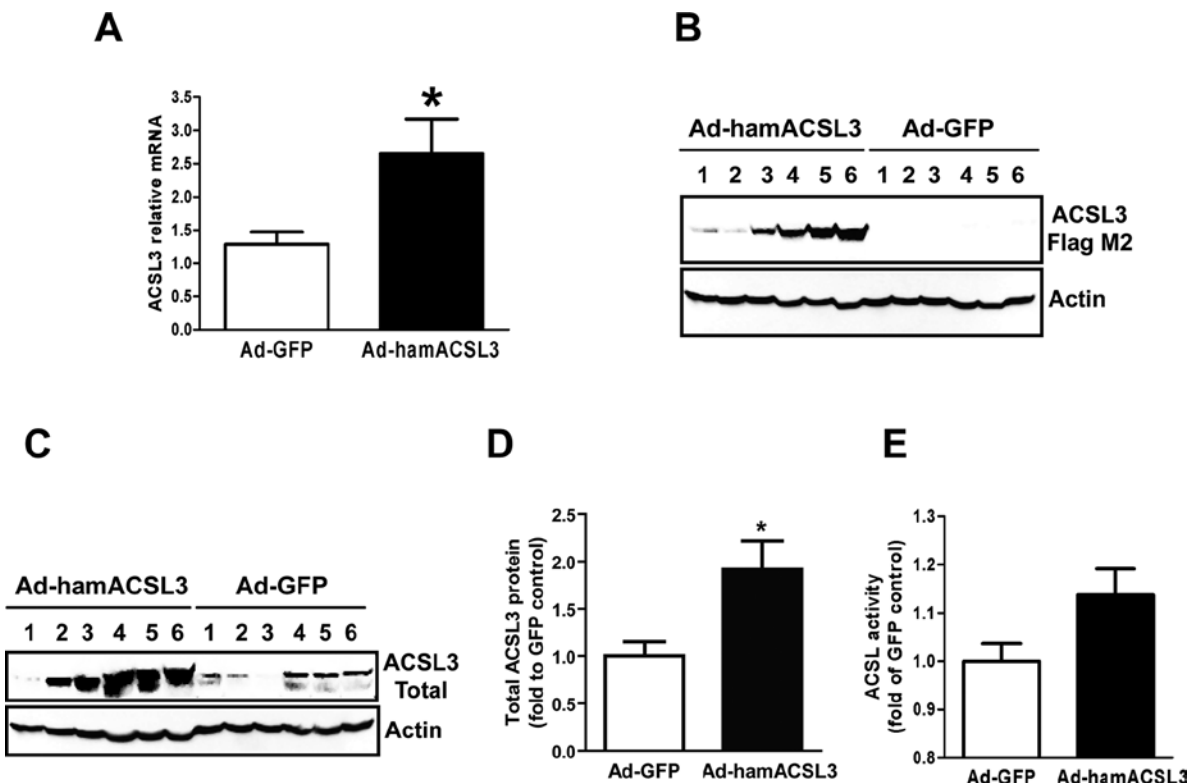 A
ACSL3 relative mRNA
3.5
3.0
2.5
2.0
1.5
1.0
0.5
0.0
*
Ad-GFP Ad-hamACSL3
B
Ad-hamACSL3 Ad-GFP
1 2 3 4 5 6 1 2 3 4 5 6
ACSL3
Flag M2
Actin
C
Ad-hamACSL3 Ad-GFP
1 2 3 4 5 6 1 2 3 4 5 6
ACSL3
Total
Actin
D
Total ACSL3 protein
(fold to GFP control)
2.5
2.0
1.5
1.0
0.5
0.0
*
Ad-GFP Ad-hamACSL3
E
ACSL activity
(fold of GFP control)
1.3
1.2
1.1
1.0
0.9
0.8
Ad-GFP Ad-hamACSL3